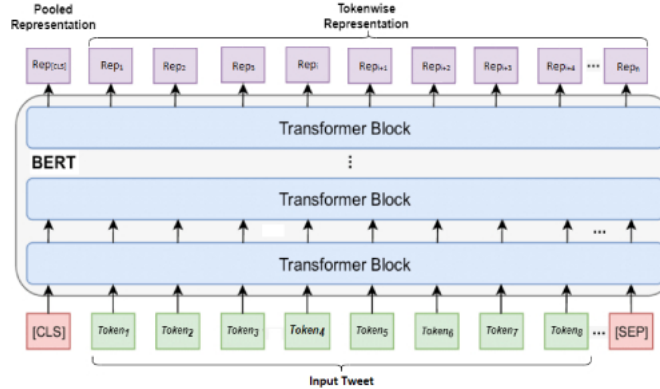 Pooled
Representation
Tokenwise
Representation
Rep[CLS] Rep₁ Rep₂ Rep₃ Repᵢ Repᵢ₊₁ Repᵢ₊₂ Repᵢ₊₃ Repᵢ₊₄ ... Repₙ
Transformer Block
BERT
⋮
Transformer Block
...
Transformer Block
[CLS] Token₁ Token₂ Token₃ Token₄ Token₅ Token₆ Token₇ Token₈ ... [SEP]
Input Tweet